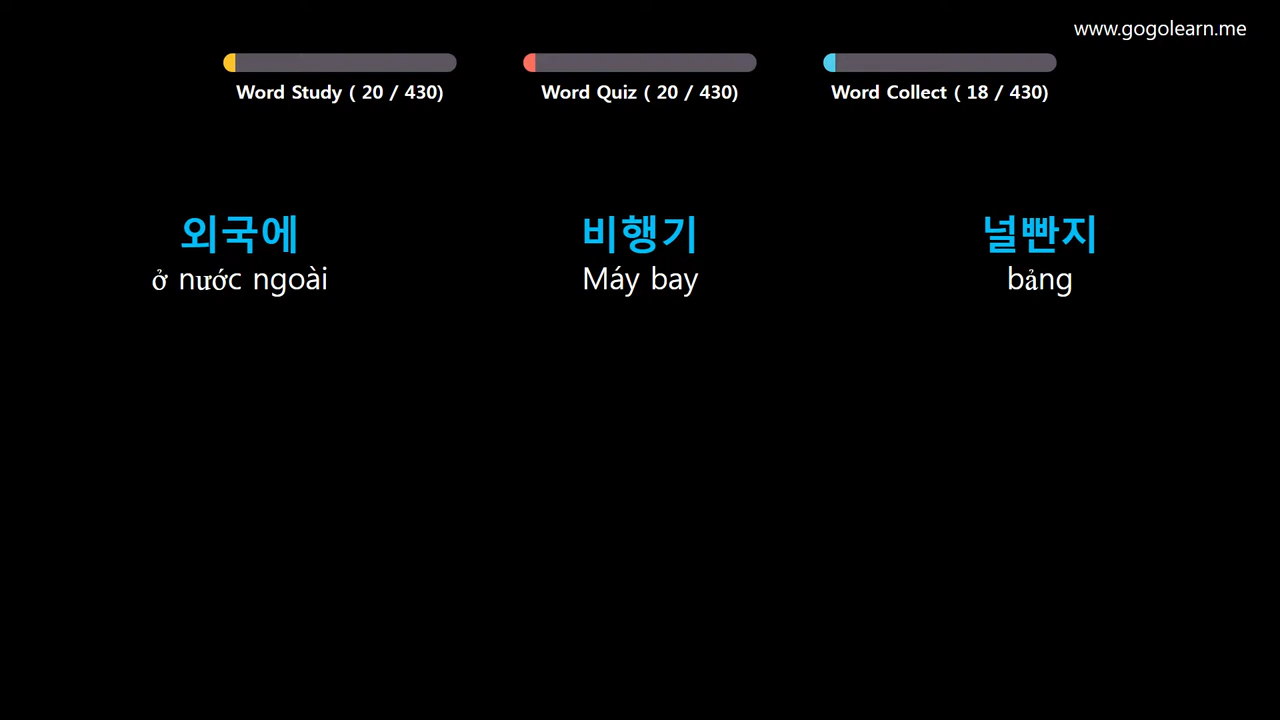 www.gogolearn.me
Word Study ( 20 / 430)
Word Quiz ( 20 / 430)
Word Collect ( 18 / 430)
외국에
ở nước ngoài
비행기
Máy bay
널빤지
bảng